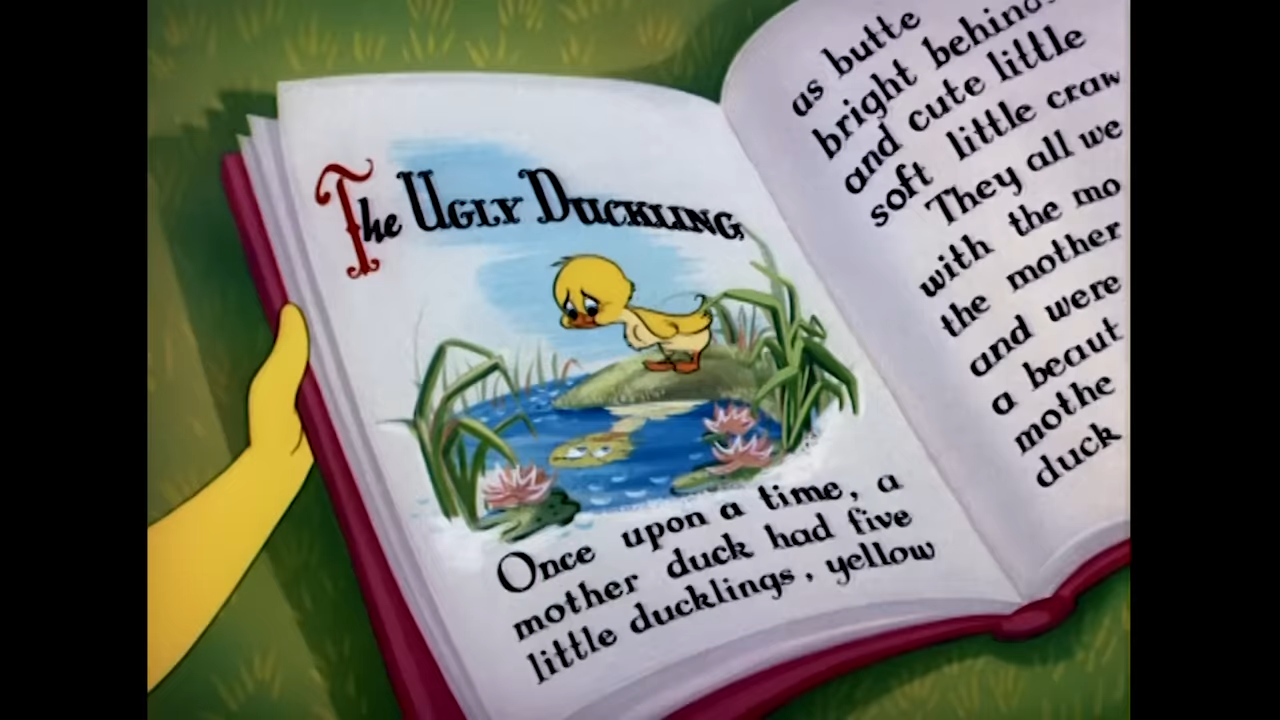 The Ugly Duckling
Once upon a time, a
mother duck had five
little ducklings, yellow
as butte
bright behind
and cute little
soft little craw
They all we
with the mo
the mother
and were
a beaut
mothe
duck